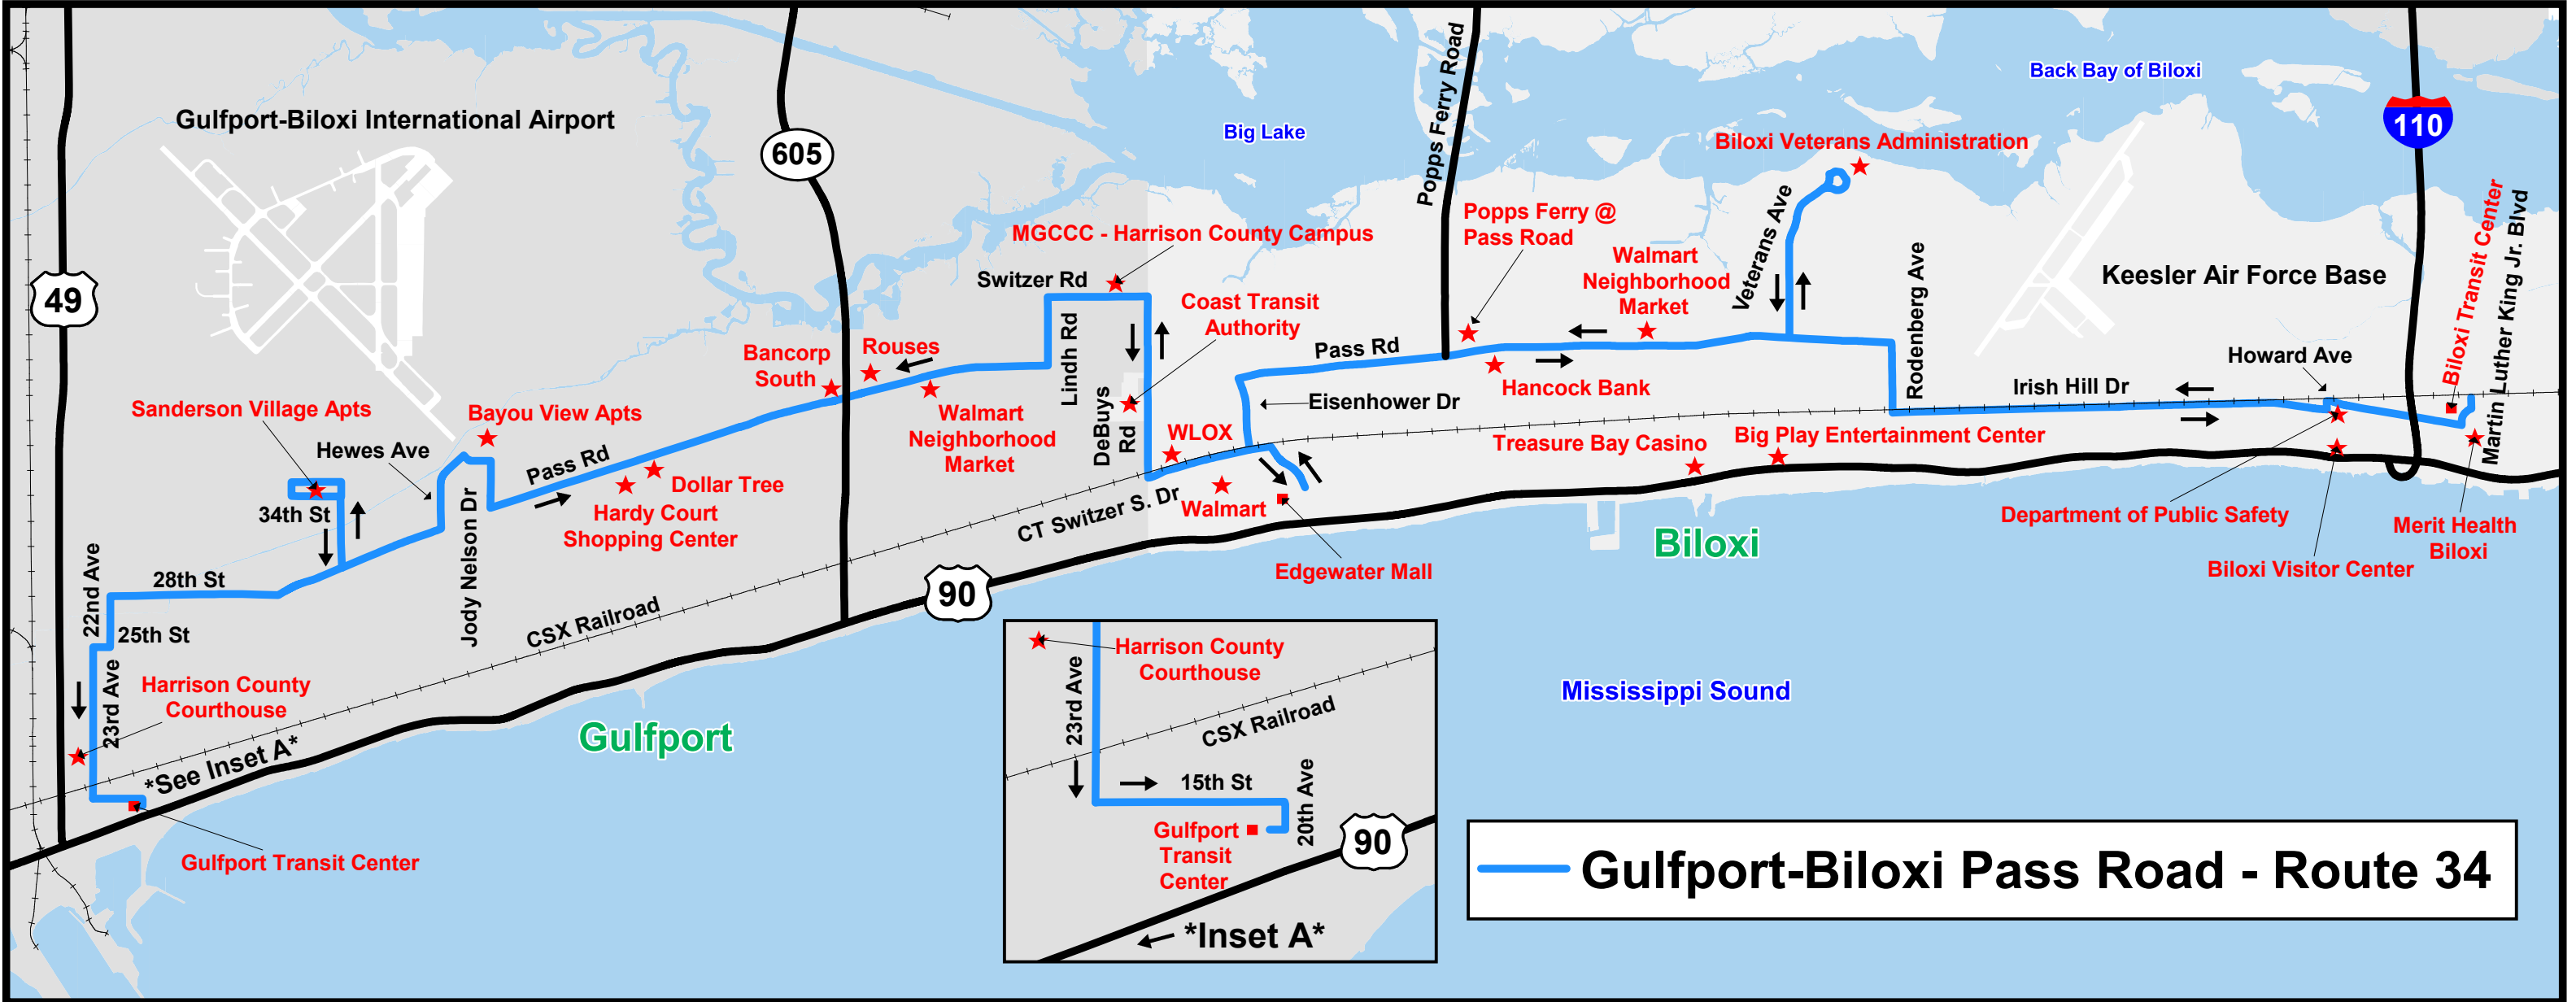 Gulfport-Biloxi International Airport
49
605
Big Lake
Popps Ferry Road
Back Bay of Biloxi
110
Biloxi Veterans Administration
Veterans Ave
Popps Ferry @
Pass Road
Walmart
Neighborhood
Market
Rodenberg Ave
Keesler Air Force Base
Biloxi Transit Center
Martin Luther King Jr. Blvd
MGCCC - Harrison County Campus
Switzer Rd
Lindh Rd
Coast Transit
Authority
DeBuys
Rd
Bancorp
South
Rouses
Walmart
Neighborhood
Market
Sanderson Village Apts
Hewes Ave
Bayou View Apts
34th St
Jody Nelson Dr
Pass Rd
Dollar Tree
Hardy Court
Shopping Center
WLOX
Walmart
CT Switzer S. Dr
Pass Rd
Eisenhower Dr
Hancock Bank
Treasure Bay Casino
Big Play Entertainment Center
Irish Hill Dr
Howard Ave
Department of Public Safety
Biloxi Visitor Center
Merit Health
Biloxi
Edgewater Mall
Biloxi
22nd Ave
28th St
25th St
23rd Ave
Harrison County
Courthouse
CSX Railroad
90
*See Inset A*
Gulfport
Gulfport Transit Center
Mississippi Sound
Harrison County
Courthouse
23rd Ave
CSX Railroad
15th St
20th Ave
Gulfport
Transit
Center
90
*Inset A*
Gulfport-Biloxi Pass Road - Route 34